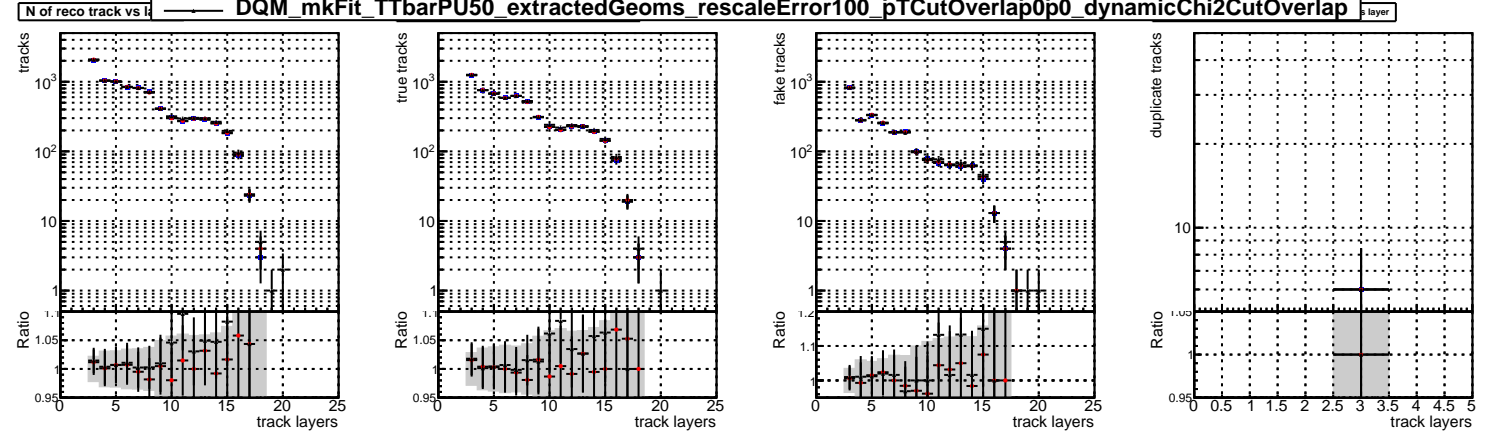 N of reco track vs la
DQM_mkFit_TTbarPU50_extractedGeoms_rescaleError100_pTCutOverlap0p0_dynamicChi2CutOverlap
s layer
tracks
10³
10²
10
1
Ratio
1.1
1.05
1
0.95
0 5 10 15 20 25
track layers
true tracks
10³
10²
10
1
Ratio
1.1
1.05
1
0.95
0 5 10 15 20 25
track layers
fake tracks
10³
10²
10
1
Ratio
1.2
1.1
1
0 5 10 15 20 25
track layers
duplicate tracks
10
Ratio
1.05
1
0.95
0 0.5 1 1.5 2 2.5 3 3.5 4 4.5 5
track layers